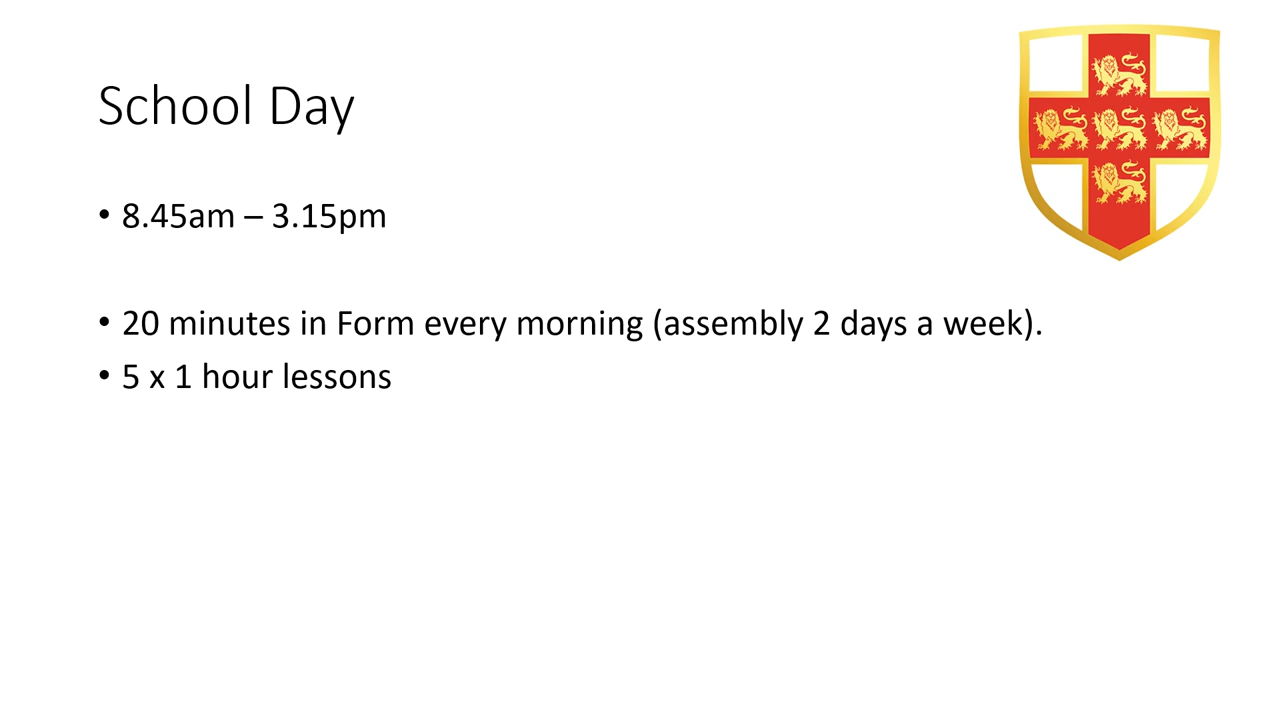 School Day
• 8.45am – 3.15pm
• 20 minutes in Form every morning (assembly 2 days a week).
• 5 x 1 hour lessons